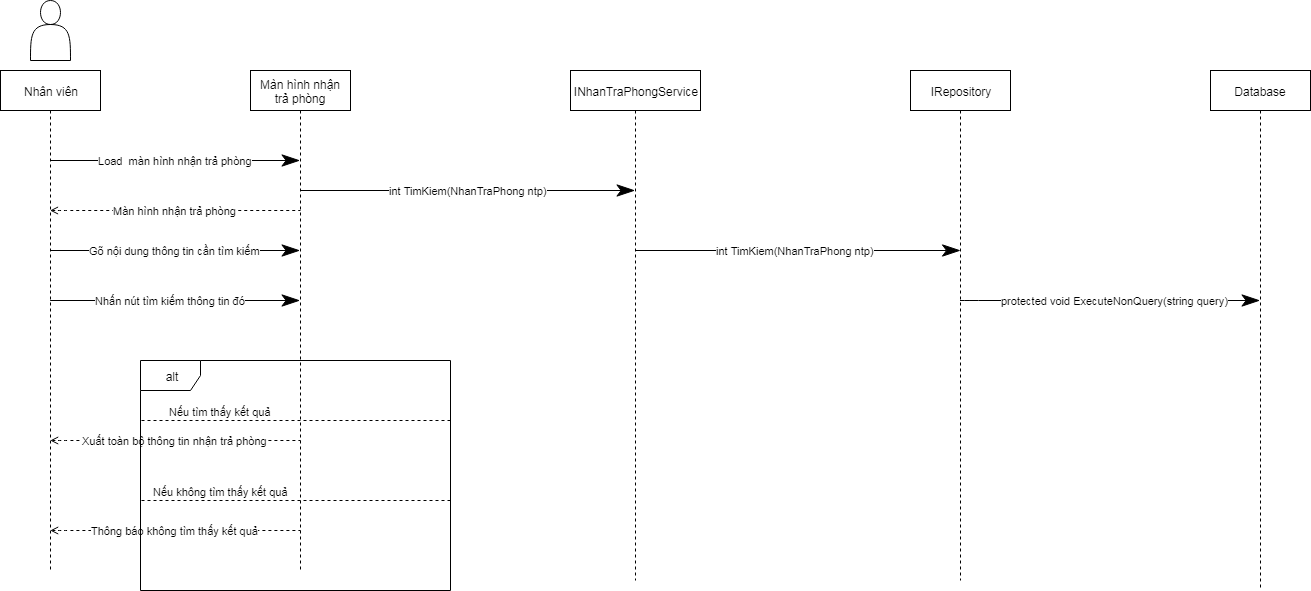 Nhân viên
Màn hình nhận
trả phòng
INhanTraPhongService
IRepository
Database
Load màn hình nhận trả phòng
int TimKiem(NhanTraPhong ntp)
Màn hình nhận trả phòng
Gõ nội dung thông tin cần tìm kiếm
int TimKiem(NhanTraPhong ntp)
Nhấn nút tìm kiếm thông tin đó
protected void ExecuteNonQuery(string query)
alt
Nếu tìm thấy kết quả
Xuất toàn bộ thông tin nhận trả phòng
Nếu không tìm thấy kết quả
Thông báo không tìm thấy kết quả